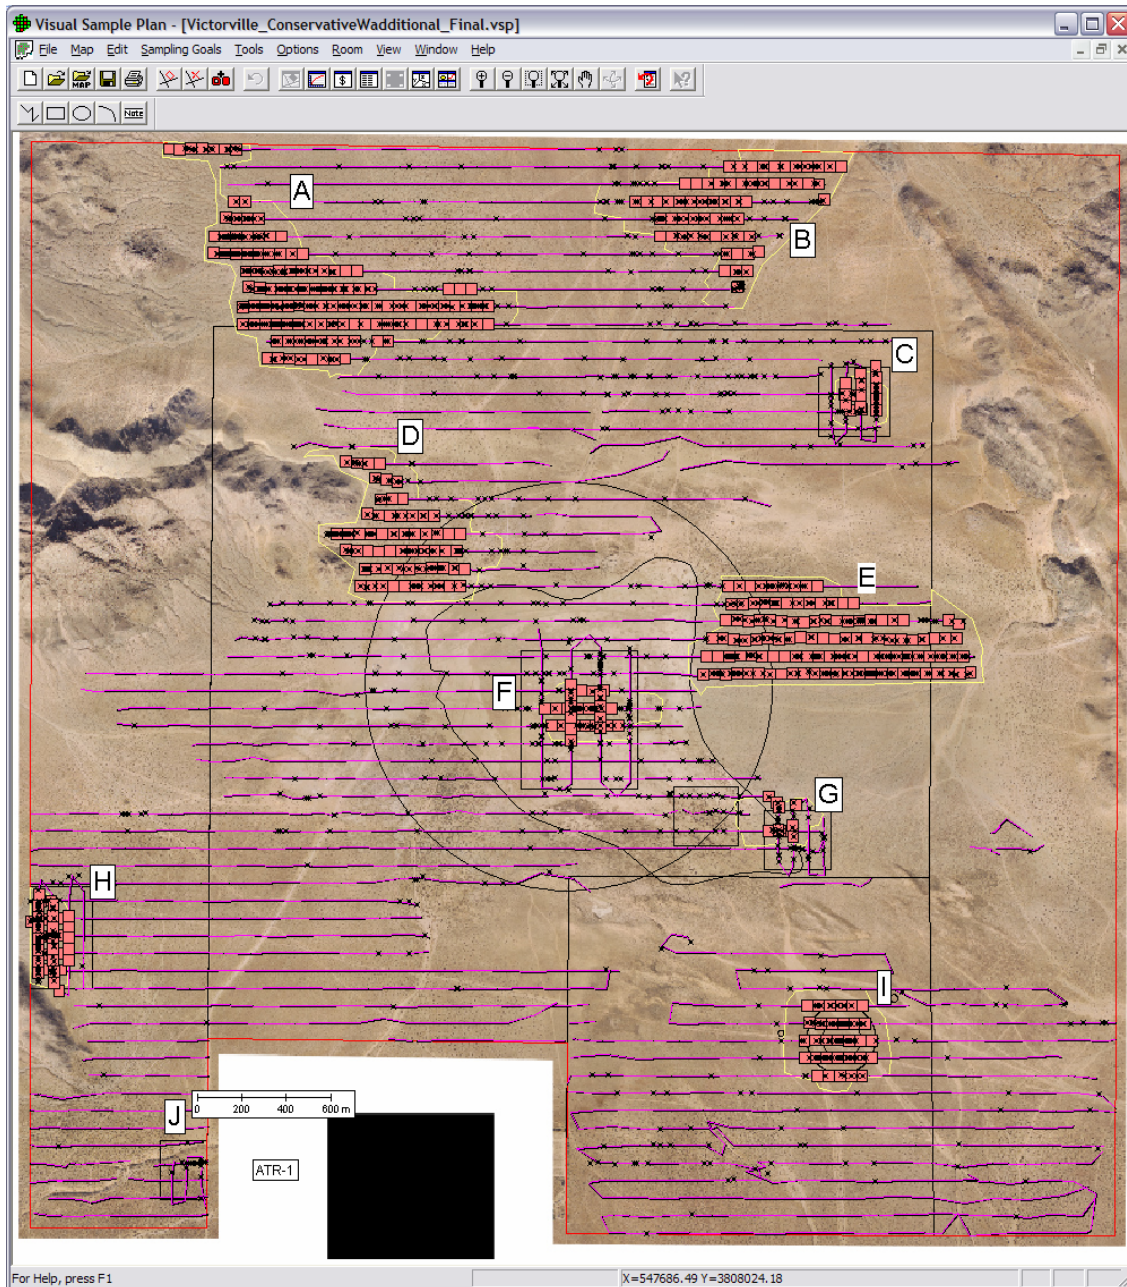 Visual Sample Plan - [Victorville_ConservativeWadditional_Final.vsp]
File Map Edit Sampling Goals Tools Options Room View Window Help
MAP
Note
A
B
C
D
E
F
G
H
I
J
0 200 400 600 m
ATR-1
For Help, press F1
X=547686.49 Y=3808024.18